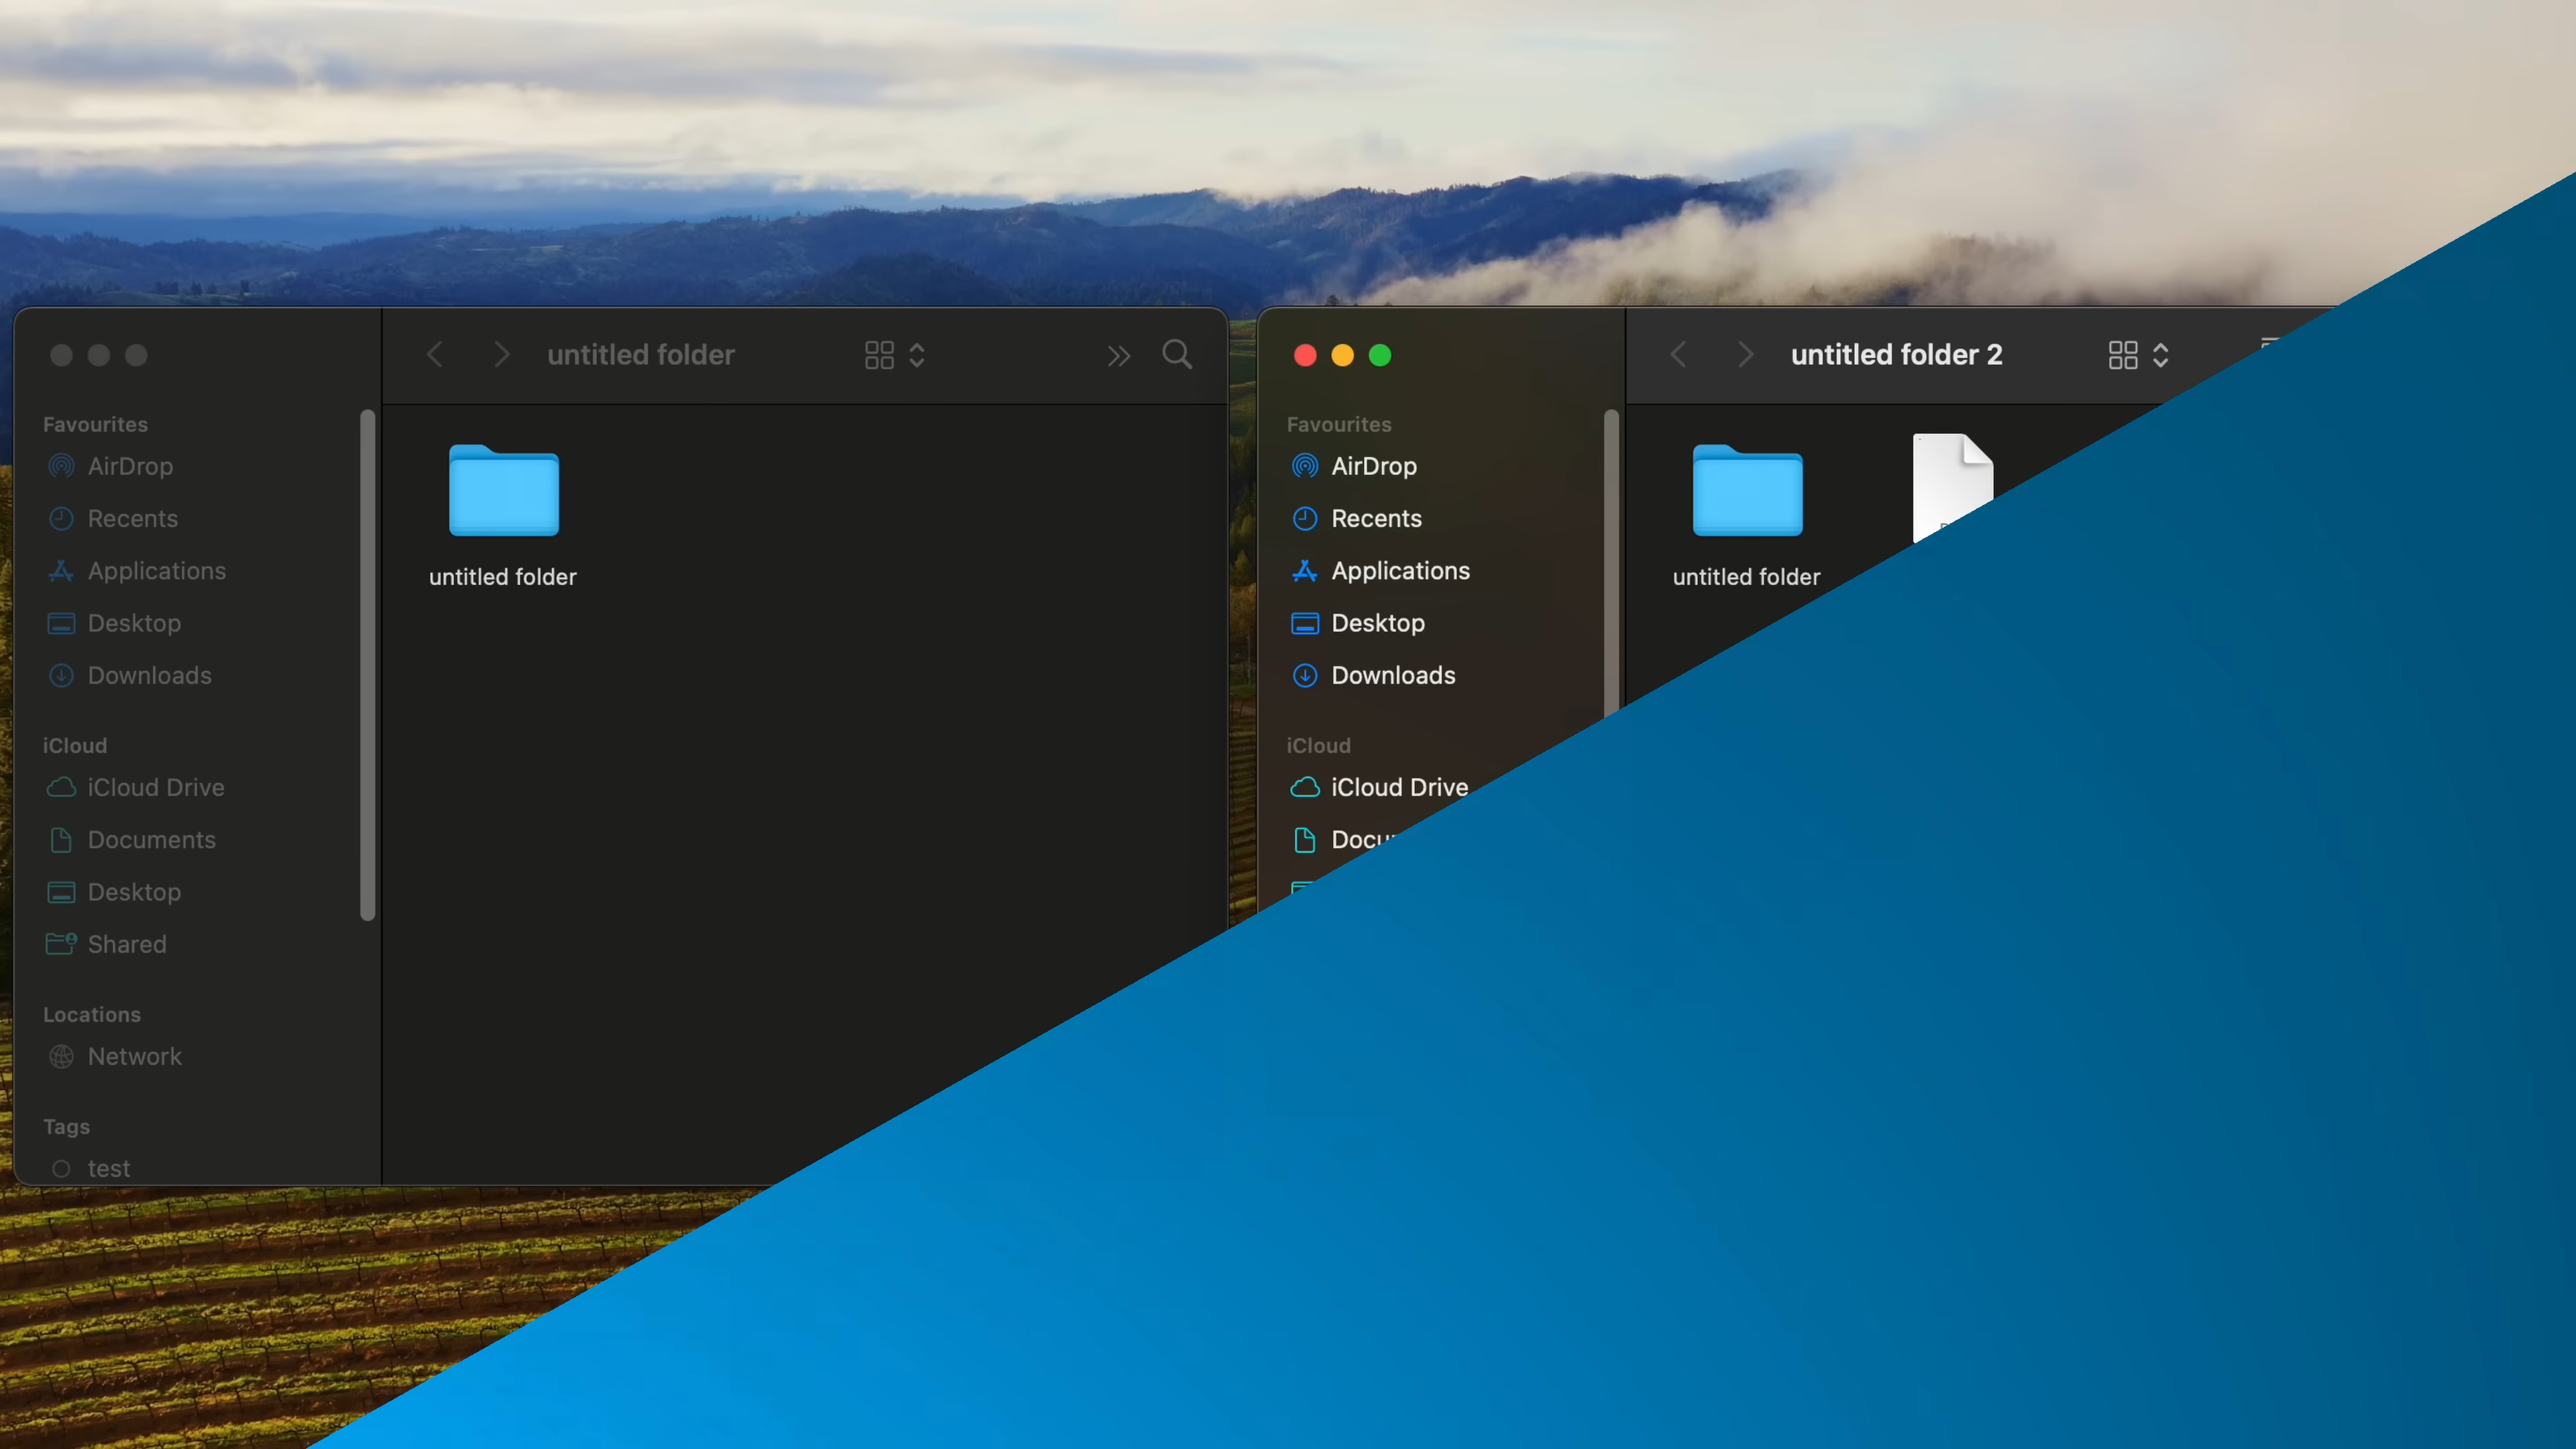 untitled folder
Favourites
AirDrop
Recents
Applications
Desktop
Downloads
iCloud
iCloud Drive
Documents
Desktop
Shared
Locations
Network
Tags
test
untitled folder
untitled folder 2
Favourites
AirDrop
Recents
Applications
Desktop
Downloads
iCloud
iCloud Drive
untitled folder